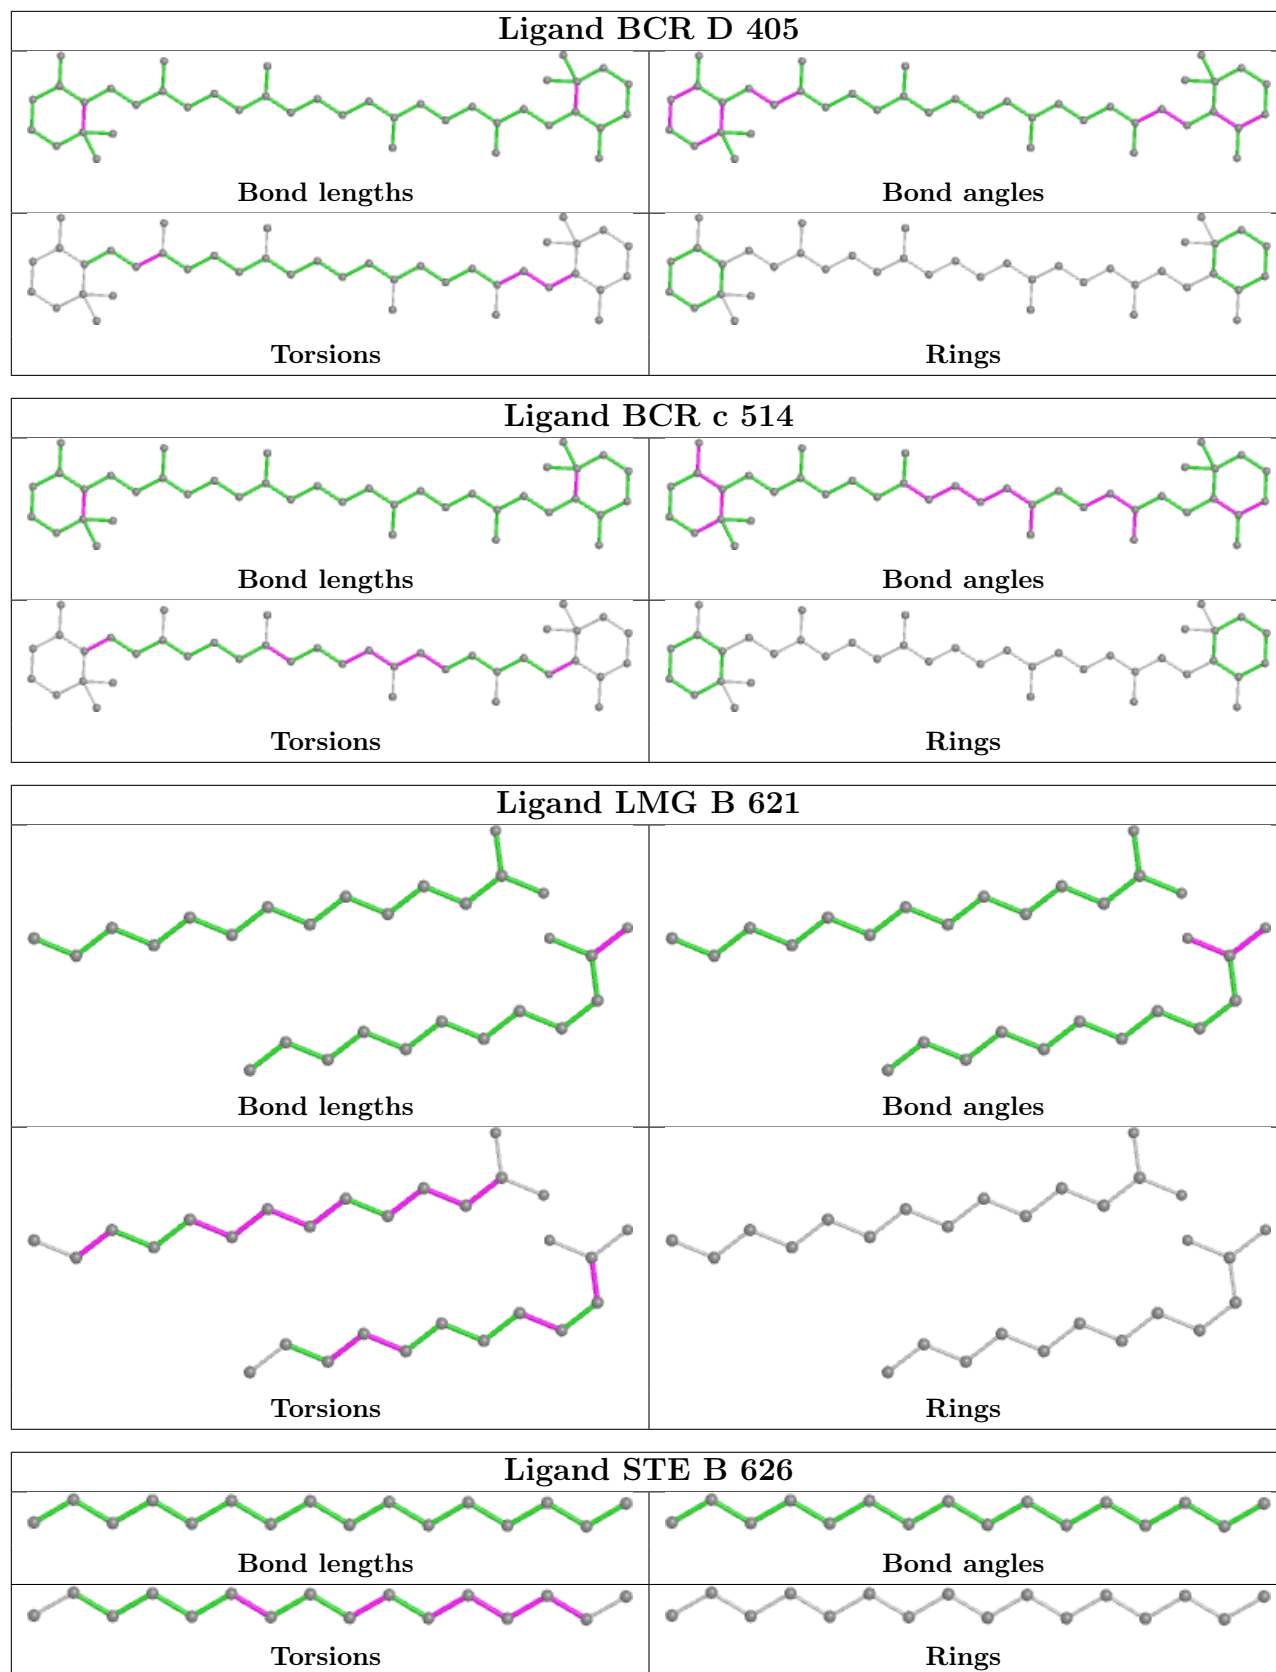 Ligand BCR D 405
Bond lengths
Bond angles
Torsions
Rings
Ligand BCR c 514
Bond lengths
Bond angles
Torsions
Rings
Ligand LMG B 621
Bond lengths
Bond angles
Torsions
Rings
Ligand STE B 626
Bond lengths
Bond angles
Torsions
Rings